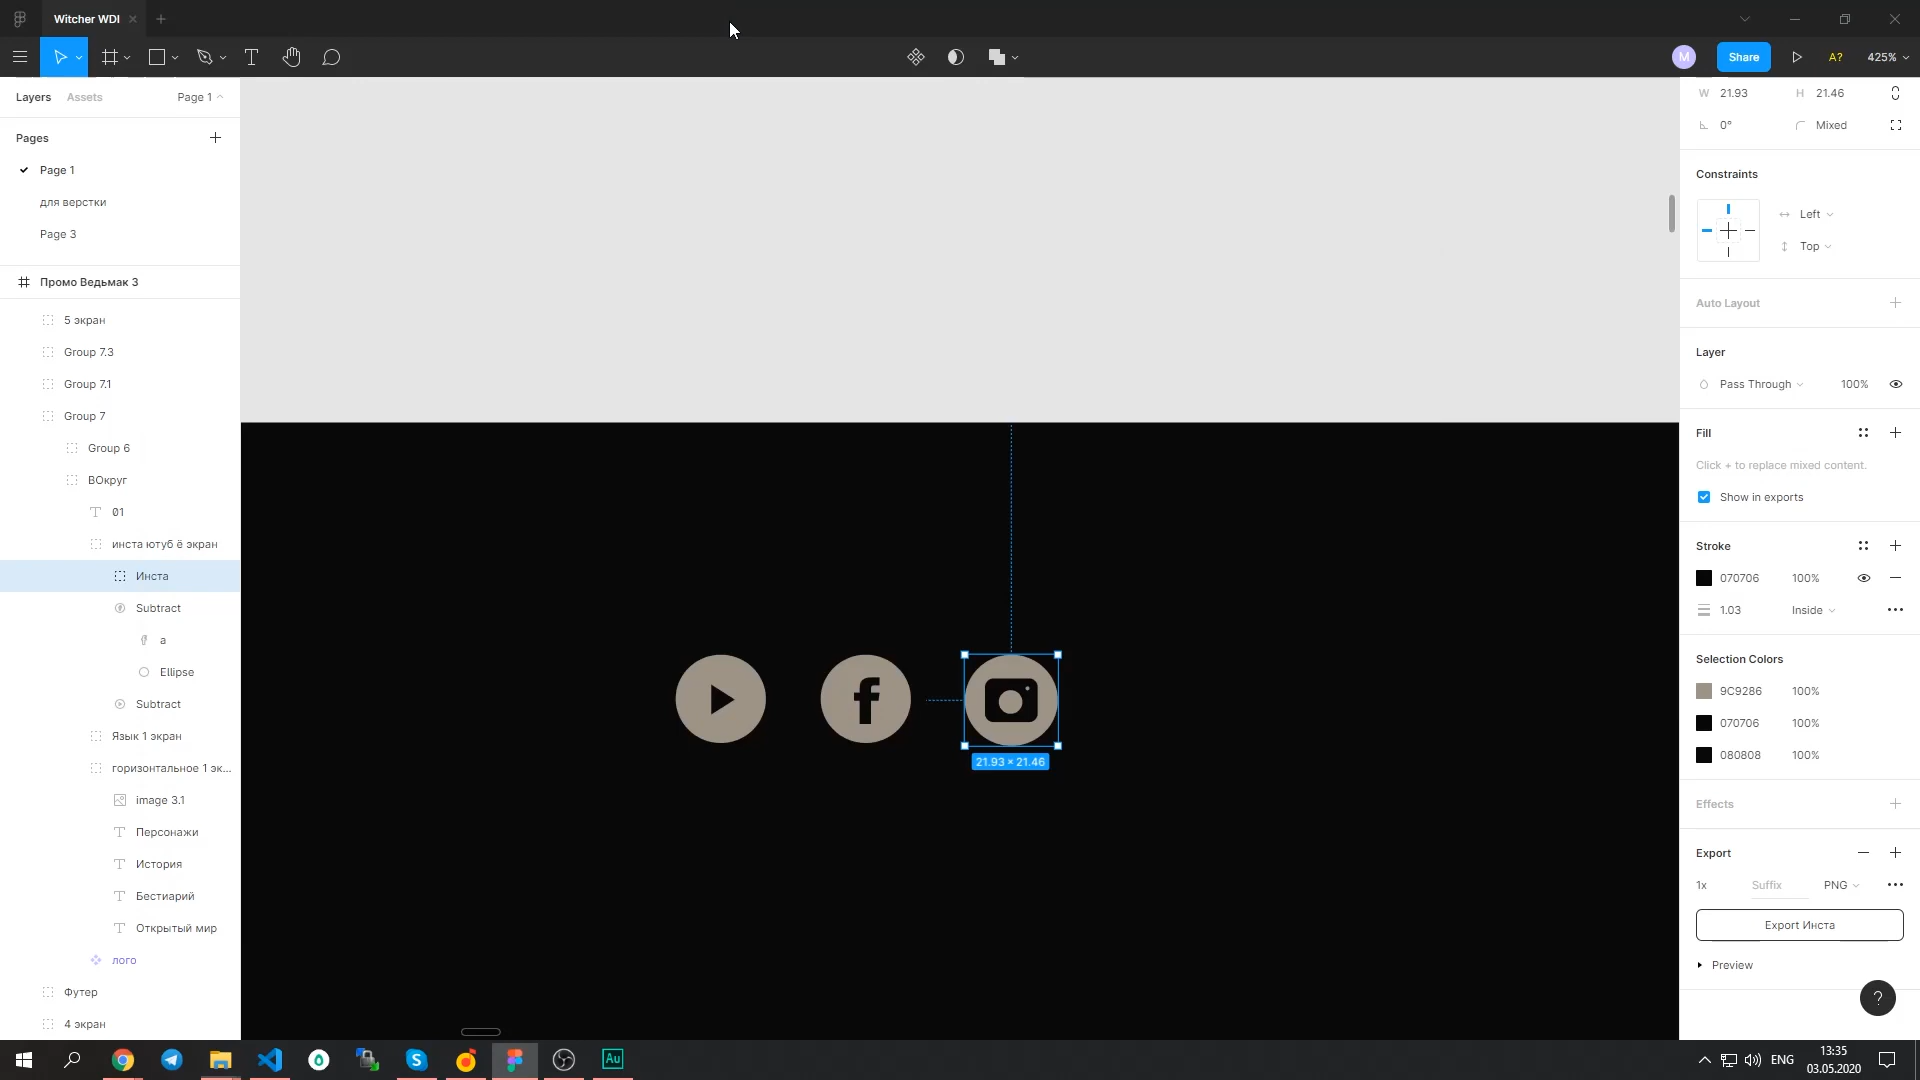 Witcher WDI
M
Share
A?
425%
Layers
Assets
Page 1
W
21.93
H
21.46
0°
Mixed
Pages
Page 1
для верстки
Page 3
Промо Ведьмак 3
5 экран
Group 7.3
Group 7.1
Group 7
Group 6
ВОкруг
01
инста ютуб ё экран
Инста
Subtract
a
Ellipse
Subtract
Язык 1 экран
горизонтальное 1 эк...
image 3.1
Персонажи
История
Бестиарий
Открытый мир
лого
Футер
4 экран
21.93 × 21.46
Constraints
Left
Top
Auto Layout
Layer
Pass Through
100%
Fill
Click + to replace mixed content.
Show in exports
Stroke
070706
100%
1.03
Inside
Selection Colors
9C9286
100%
070706
100%
080808
100%
Effects
Export
1x
Suffix
PNG
Export Инста
Preview
?
Au
ENG
13:35
03.05.2020